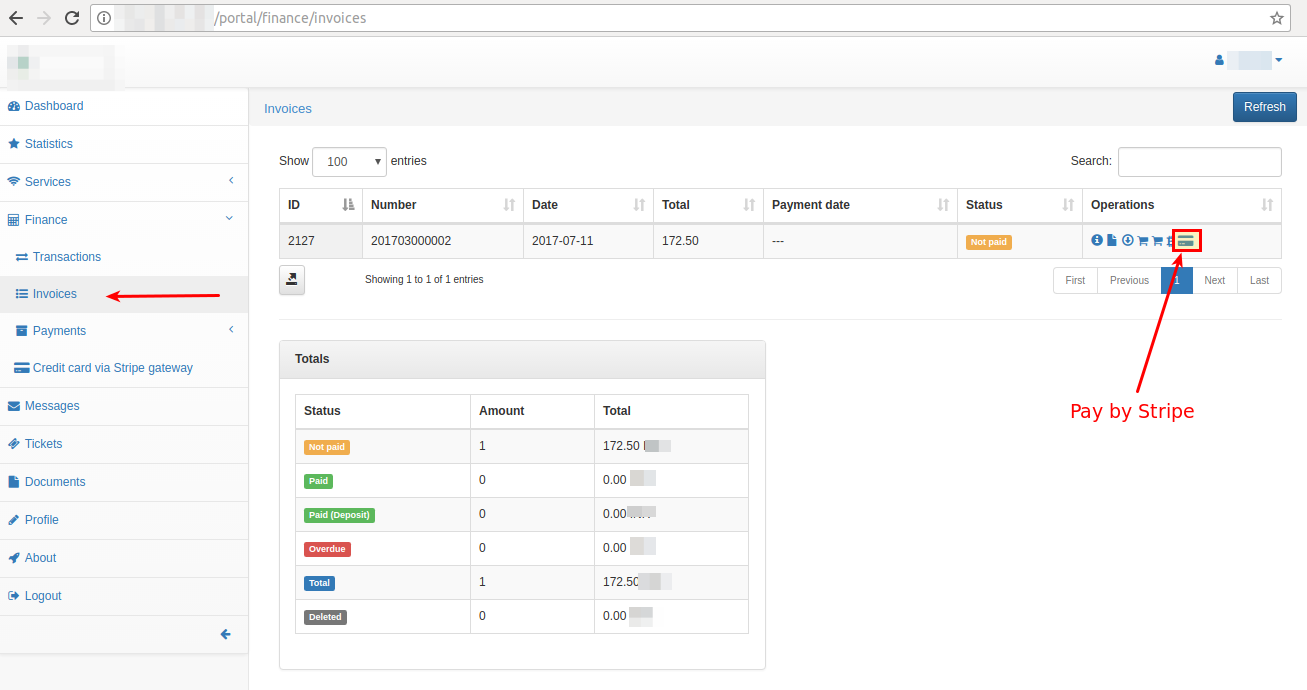 /portal/finance/invoices
Dashboard
Statistics
Services
Finance
Transactions
Invoices
Payments
Credit card via Stripe gateway
Messages
Tickets
Documents
Profile
About
Logout
Invoices
Refresh
Show 100 entries
Search:
ID Number Date Total Payment date Status Operations
2127 201703000002 2017-07-11 172.50 --- Not paid
Showing 1 to 1 of 1 entries
First Previous 1 Next Last
Pay by Stripe
Totals
Status Amount Total
Not paid 1 172.50
Paid 0 0.00
Paid (Deposit) 0 0.00
Overdue 0 0.00
Total 1 172.50
Deleted 0 0.00